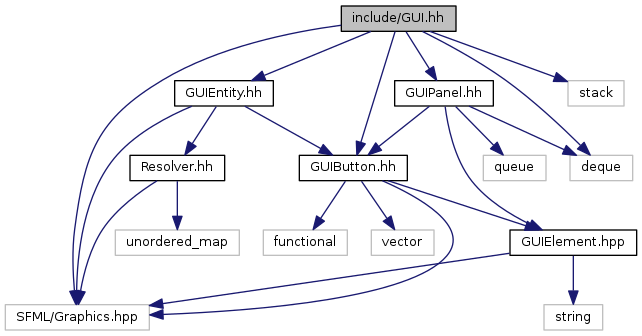 include/GUI.hh
GUIEntity.hh
GUIPanel.hh
stack
Resolver.hh
GUIButton.hh
queue
deque
unordered_map
functional
vector
GUIElement.hpp
SFML/Graphics.hpp
string